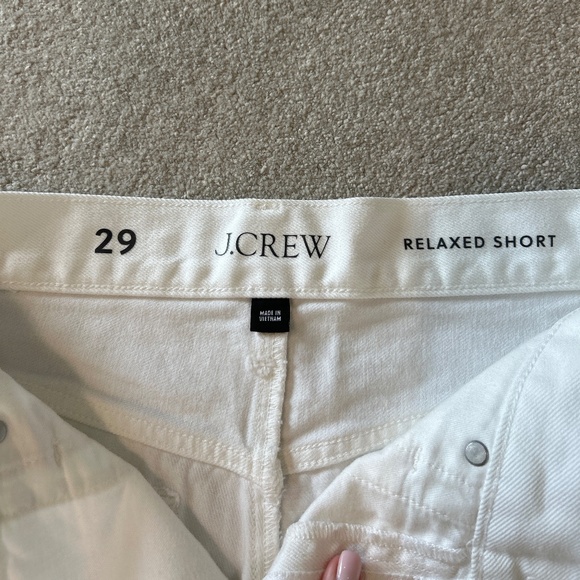 29 J.CREW RELAXED SHORT
MADE IN
VIETNAM